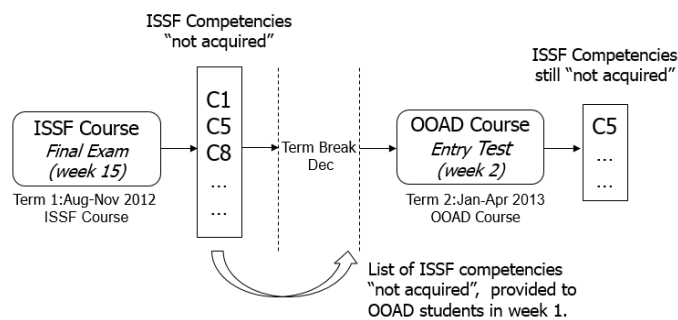 ISSF Competencies
"not acquired"
C1
C5
C8
...
...
ISSF Course
Final Exam
(week 15)
Term 1:Aug-Nov 2012
ISSF Course
Term Break
Dec
OOAD Course
Entry Test
(week 2)
Term 2:Jan-Apr 2013
OOAD Course
ISSF Competencies
still "not acquired"
C5
...
...
List of ISSF competencies
"not acquired", provided to
OOAD students in week 1.